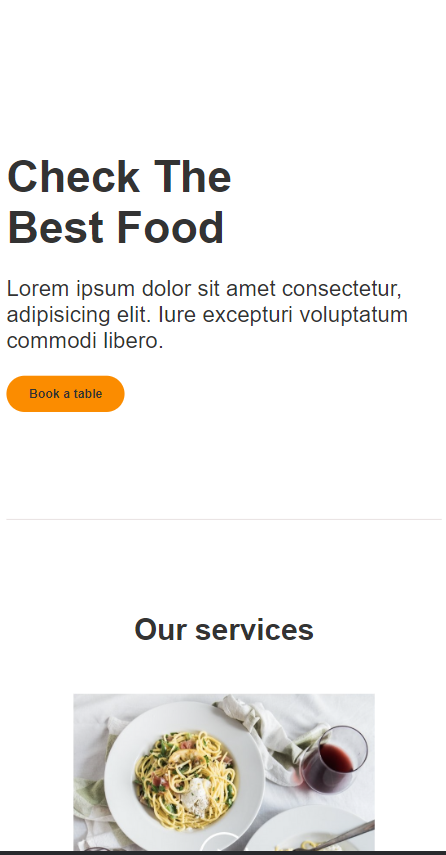 Check The
Best Food
Lorem ipsum dolor sit amet consectetur,
adipisicing elit. Iure excepturi voluptatum
commodi libero.
Book a table
Our services